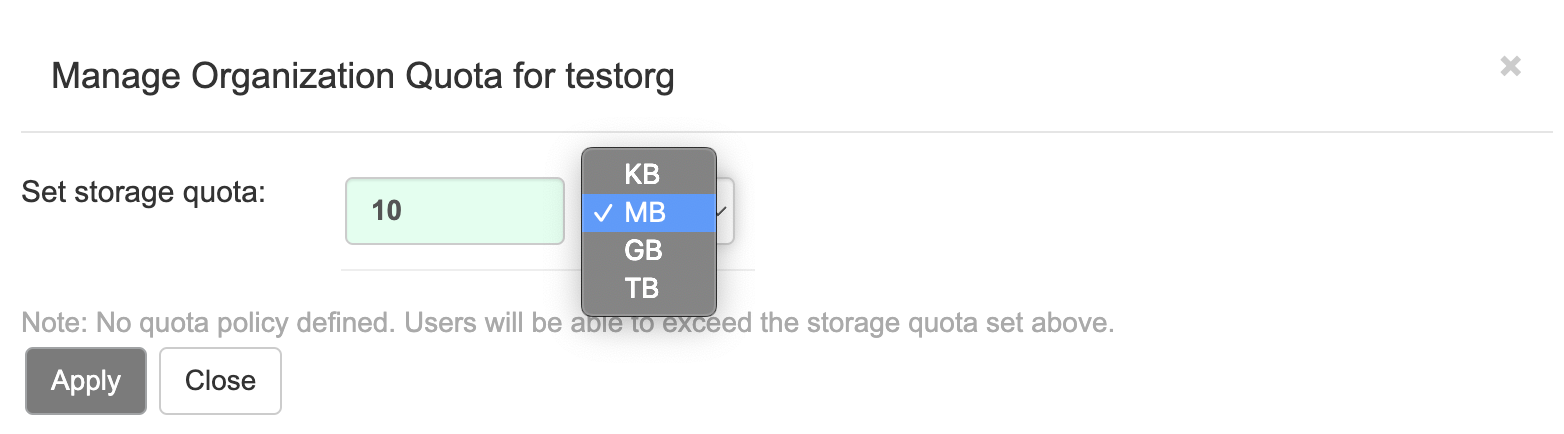 Manage Organization Quota for testorg
Set storage quota:
10
KB
MB
GB
TB
Note: No quota policy defined. Users will be able to exceed the storage quota set above.
Apply
Close